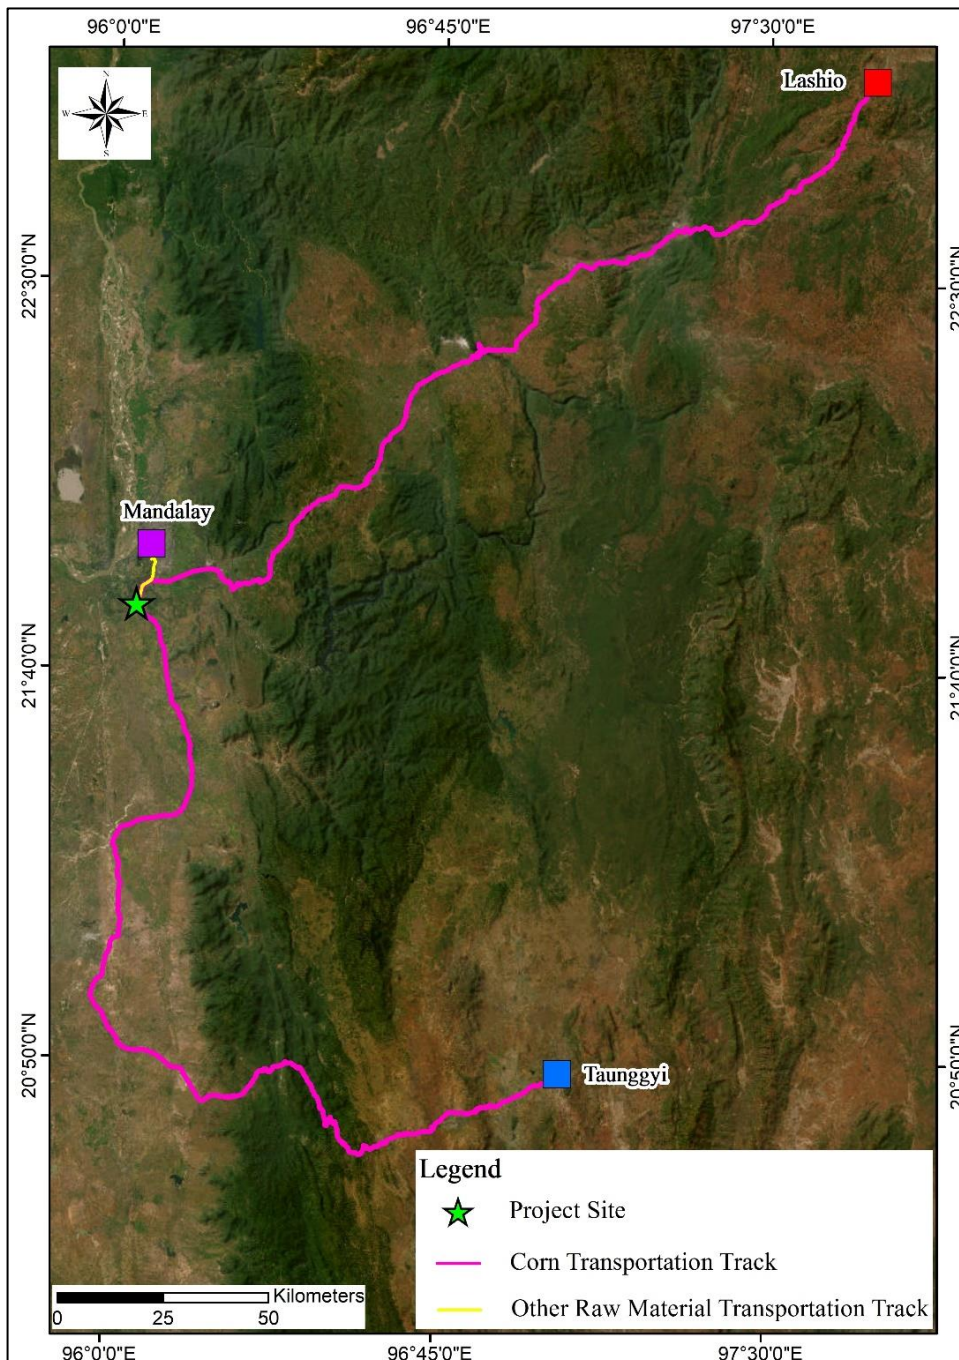 96°0'0"E 96°45'0"E 97°30'0"E
N
W E
S
Lashio
22°30'0"N 22°30'0"N
Mandalay
21°40'0"N 21°40'0"N
20°50'0"N 20°50'0"N
Taunggyi
Legend
Project Site
Corn Transportation Track
Other Raw Material Transportation Track
Kilometers
0 25 50
96°0'0"E 96°45'0"E 97°30'0"E